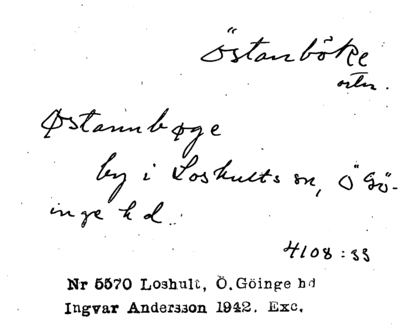 Östanböke
ortn.
Østannbøge
by i Loshults sn, Ö Gö-
inge hd.
4108:33
Nr 5570 Loshult, Ö.Göinge hd
Ingvar Andersson 1942. Exc.